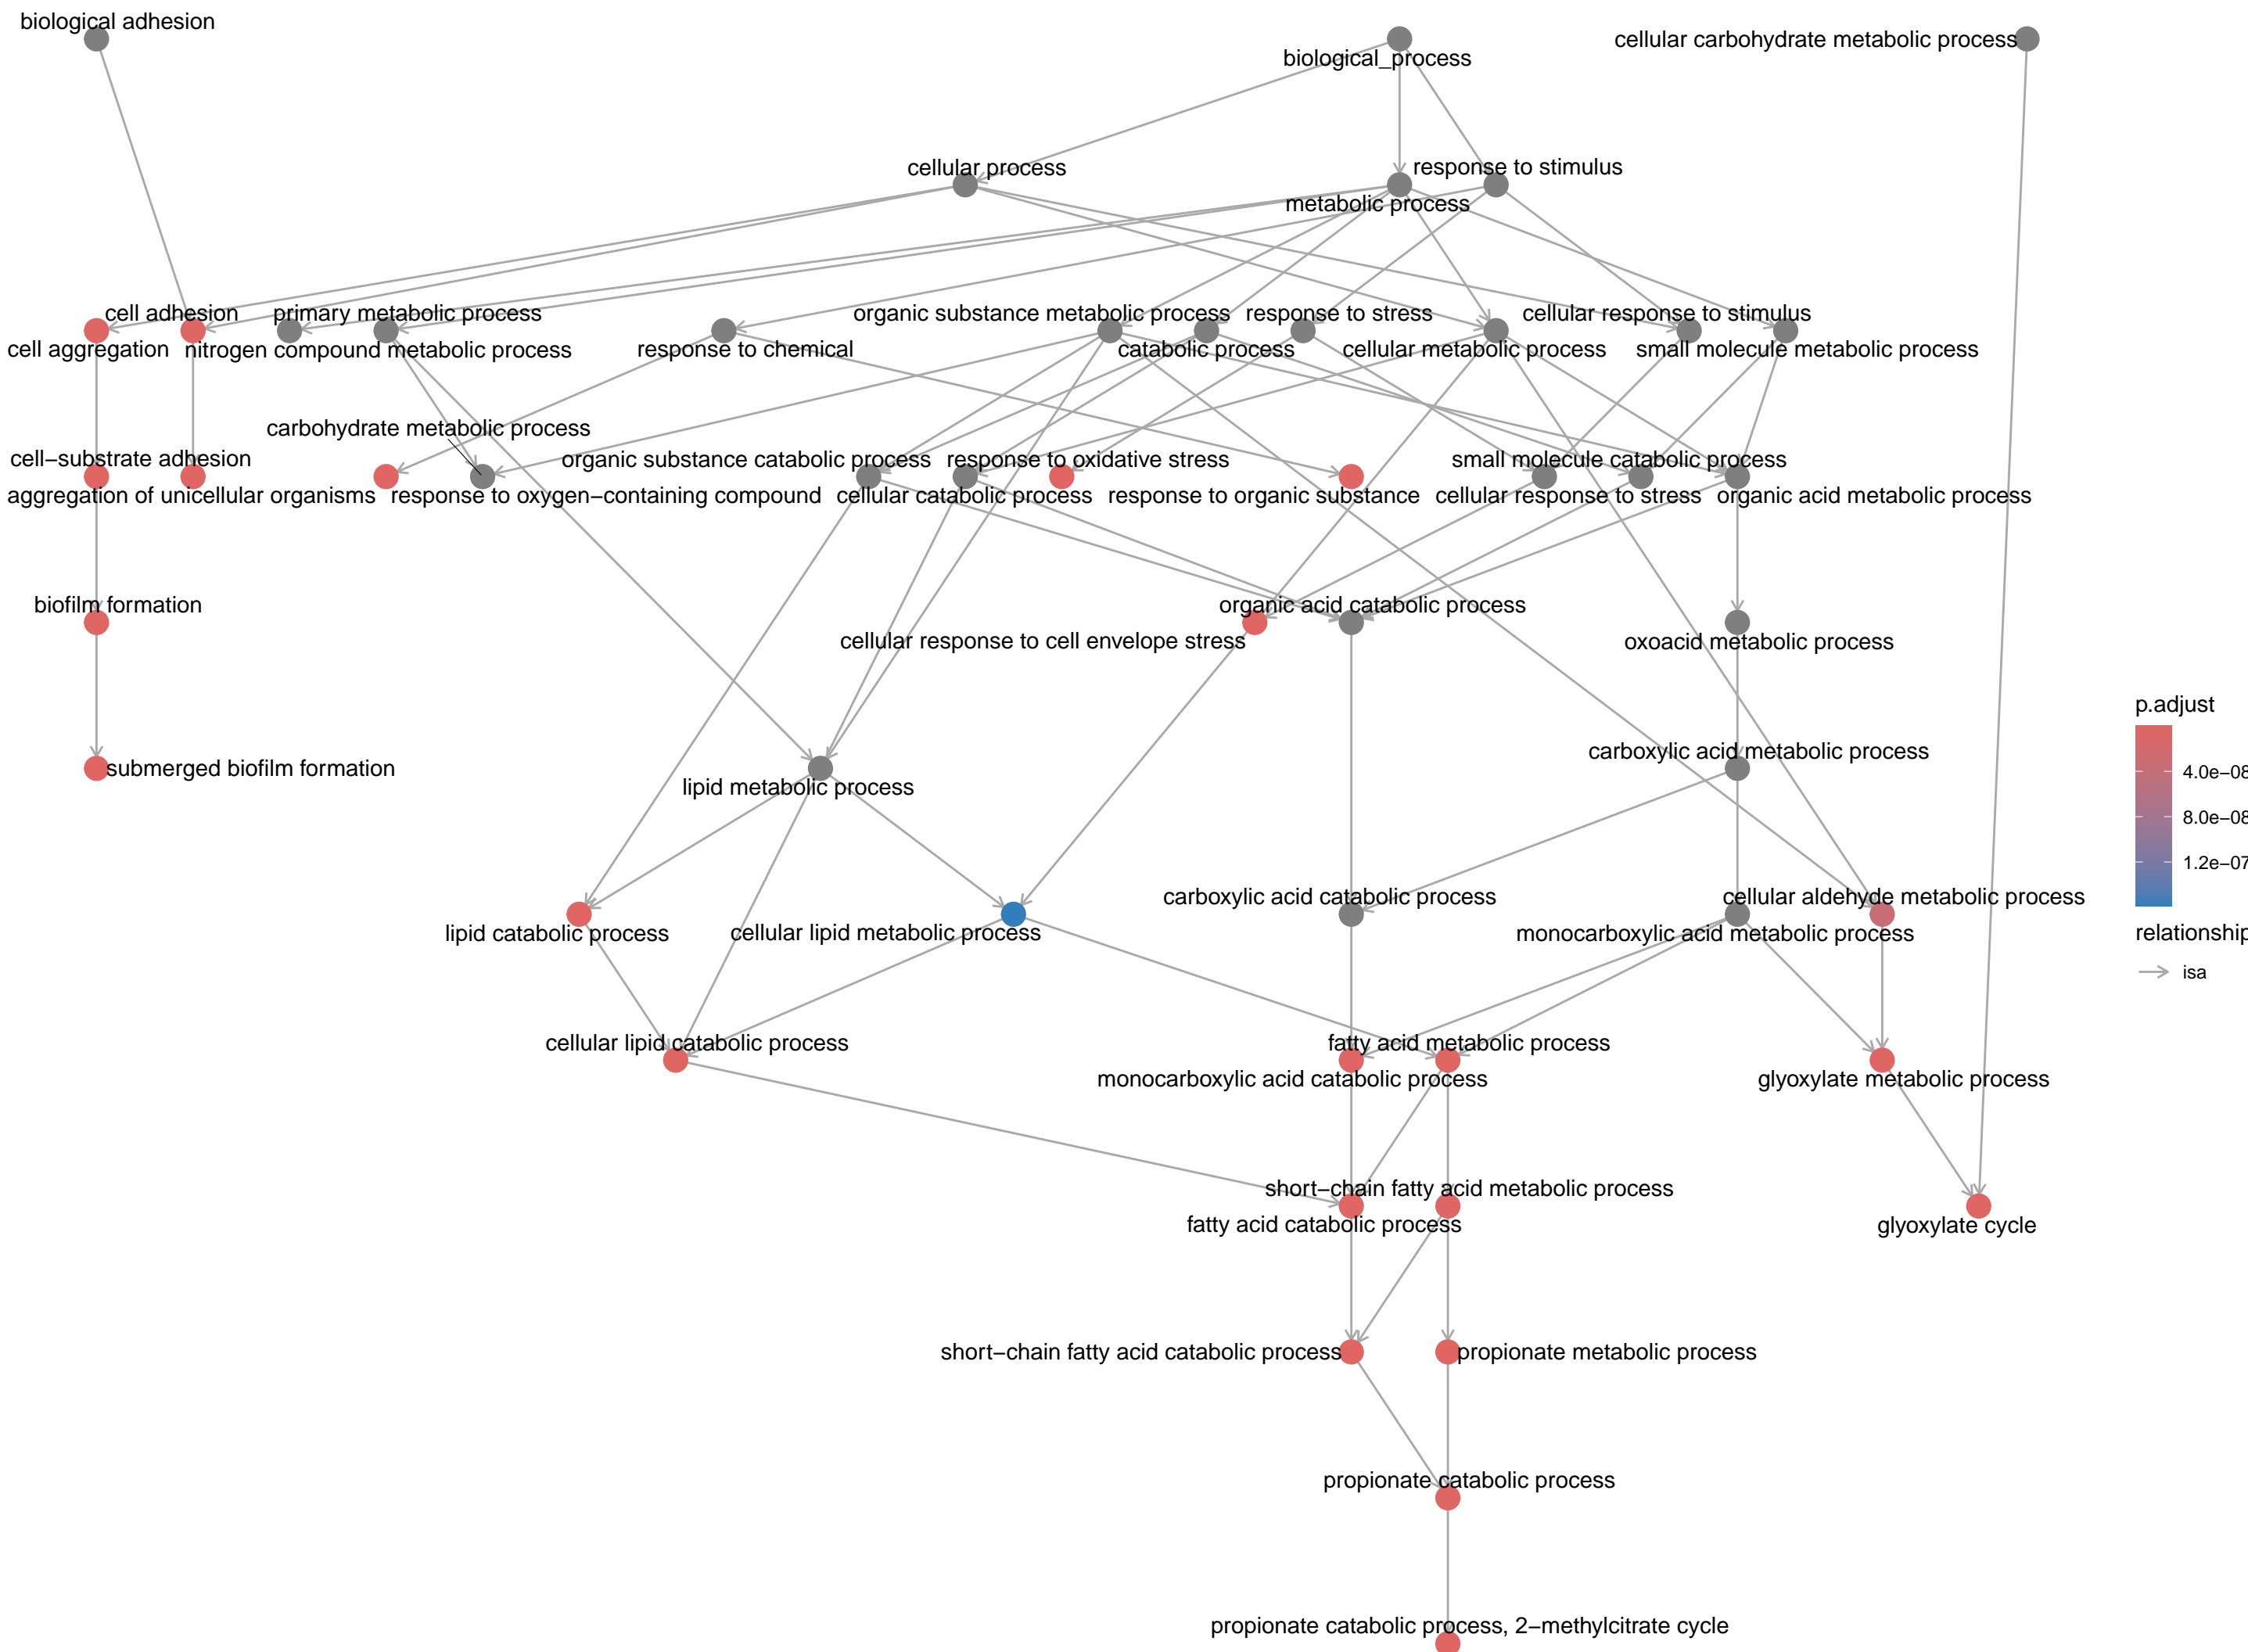 biological adhesion
cellular carbohydrate metabolic process
biological_process
cellular process
response to stimulus
metabolic process
cell adhesion
primary metabolic process
organic substance metabolic process
response to stress
cellular response to stimulus
cell aggregation
nitrogen compound metabolic process
response to chemical
catabolic process
cellular metabolic process
small molecule metabolic process
carbohydrate metabolic process
cell−substrate adhesion
organic substance catabolic process
response to oxidative stress
small molecule catabolic process
aggregation of unicellular organisms
response to oxygen−containing compound
cellular catabolic process
response to organic substance
cellular response to stress
organic acid metabolic process
biofilm formation
organic acid catabolic process
cellular response to cell envelope stress
oxoacid metabolic process
p.adjust
carboxylic acid metabolic process
submerged biofilm formation
4.0e−08
lipid metabolic process
8.0e−08
1.2e−07
carboxylic acid catabolic process
cellular aldehyde metabolic process
lipid catabolic process
cellular lipid metabolic process
monocarboxylic acid metabolic process
relationship
isa
cellular lipid catabolic process
fatty acid metabolic process
monocarboxylic acid catabolic process
glyoxylate metabolic process
short−chain fatty acid metabolic process
fatty acid catabolic process
glyoxylate cycle
short−chain fatty acid catabolic process
propionate metabolic process
propionate catabolic process
propionate catabolic process, 2−methylcitrate cycle